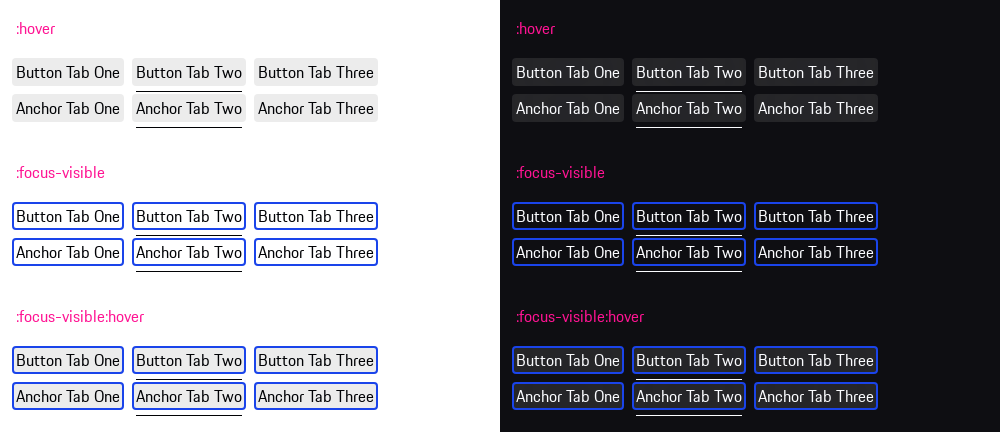 :hover
Button Tab One Button Tab Two Button Tab Three
Anchor Tab One Anchor Tab Two Anchor Tab Three
:focus-visible
Button Tab One Button Tab Two Button Tab Three
Anchor Tab One Anchor Tab Two Anchor Tab Three
:focus-visible:hover
Button Tab One Button Tab Two Button Tab Three
Anchor Tab One Anchor Tab Two Anchor Tab Three
:hover
Button Tab One Button Tab Two Button Tab Three
Anchor Tab One Anchor Tab Two Anchor Tab Three
:focus-visible
Button Tab One Button Tab Two Button Tab Three
Anchor Tab One Anchor Tab Two Anchor Tab Three
:focus-visible:hover
Button Tab One Button Tab Two Button Tab Three
Anchor Tab One Anchor Tab Two Anchor Tab Three